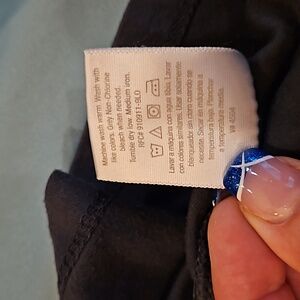 Machine wash warm. Wash with
like colors. Only Non-Chlorine
bleach when needed.
Tumble dry low. Medium iron.
Lavar a máquina con agua tibia. Lavar
con colores similares. Usar solamente
blanqueador sin cloro cuando es
necesite. Secar en máquina a
temperatura baja. Planchar
a temperatura media.